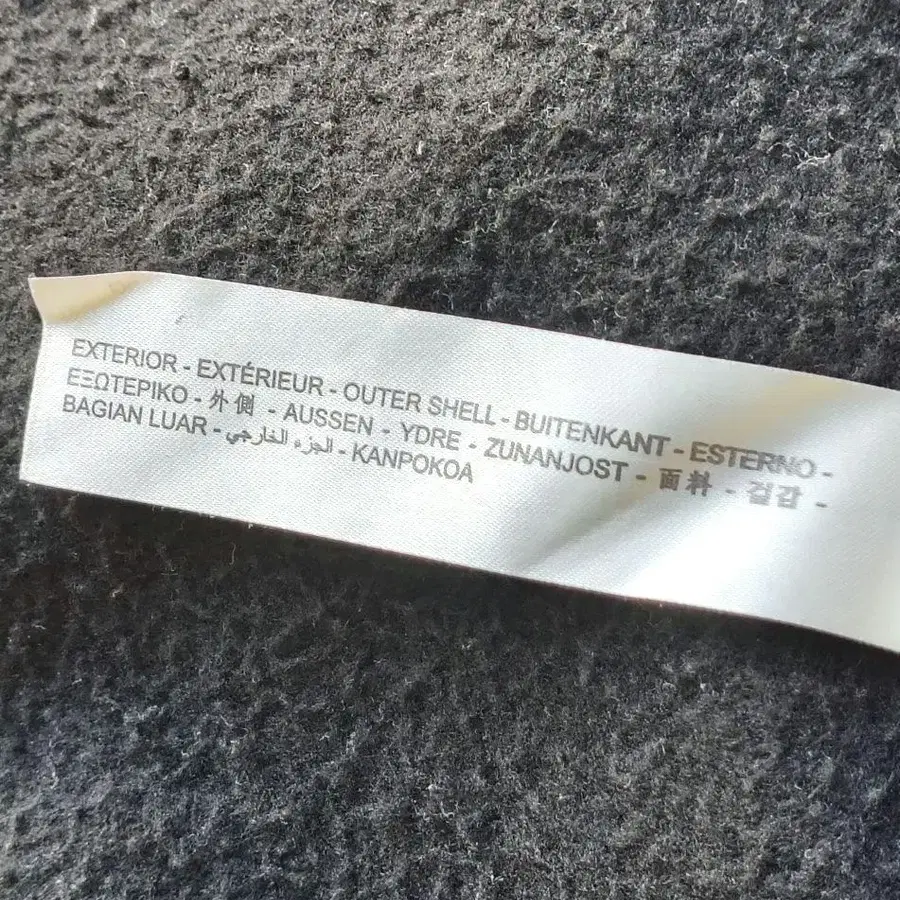 EXTERIOR - EXTÉRIEUR - OUTER SHELL - BUITENKANT - ESTERNO -
ΕΞΩΤΕΡΙΚΟ - 外側 - AUSSEN - YDRE - ZUNANJOST - 面料 - 겉감 -
BAGIAN LUAR - الجزء الخارجي - KANPOKOA